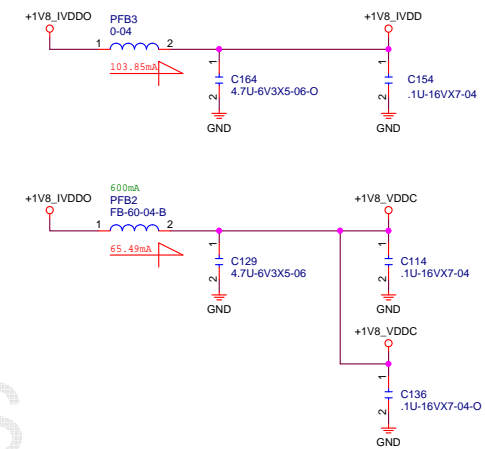 +1V8_IVDDO
PFB3
0-04
+1V8_IVDD
1
2
103.85mA
1
2
C164
4.7U-6V3X5-06-O
GND
1
2
C154
.1U-16VX7-04
GND
600mA
+1V8_IVDDO
PFB2
FB-60-04-B
+1V8_VDDC
1
2
65.49mA
1
2
C129
4.7U-6V3X5-06
GND
1
2
C114
.1U-16VX7-04
GND
+1V8_VDDC
1
2
C136
.1U-16VX7-04-O
GND
S